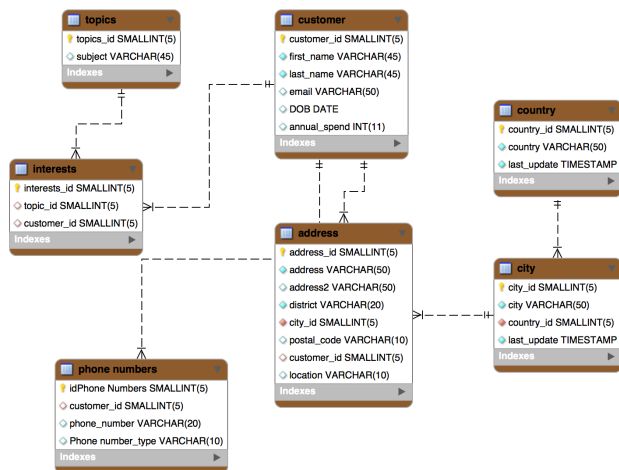 topics
topics_id SMALLINT(5)
subject VARCHAR(45)
Indexes
customer
customer_id SMALLINT(5)
first_name VARCHAR(45)
last_name VARCHAR(45)
email VARCHAR(50)
DOB DATE
annual_spend INT(11)
Indexes
country
country_id SMALLINT(5)
country VARCHAR(50)
last_update TIMESTAMP
Indexes
interests
interests_id SMALLINT(5)
topic_id SMALLINT(5)
customer_id SMALLINT(5)
Indexes
address
address_id SMALLINT(5)
address VARCHAR(50)
address2 VARCHAR(50)
district VARCHAR(20)
city_id SMALLINT(5)
postal_code VARCHAR(10)
customer_id SMALLINT(5)
location VARCHAR(10)
Indexes
city
city_id SMALLINT(5)
city VARCHAR(50)
country_id SMALLINT(5)
last_update TIMESTAMP
Indexes
phone numbers
idPhone Numbers SMALLINT(5)
customer_id SMALLINT(5)
phone_number VARCHAR(20)
Phone number_type VARCHAR(10)
Indexes